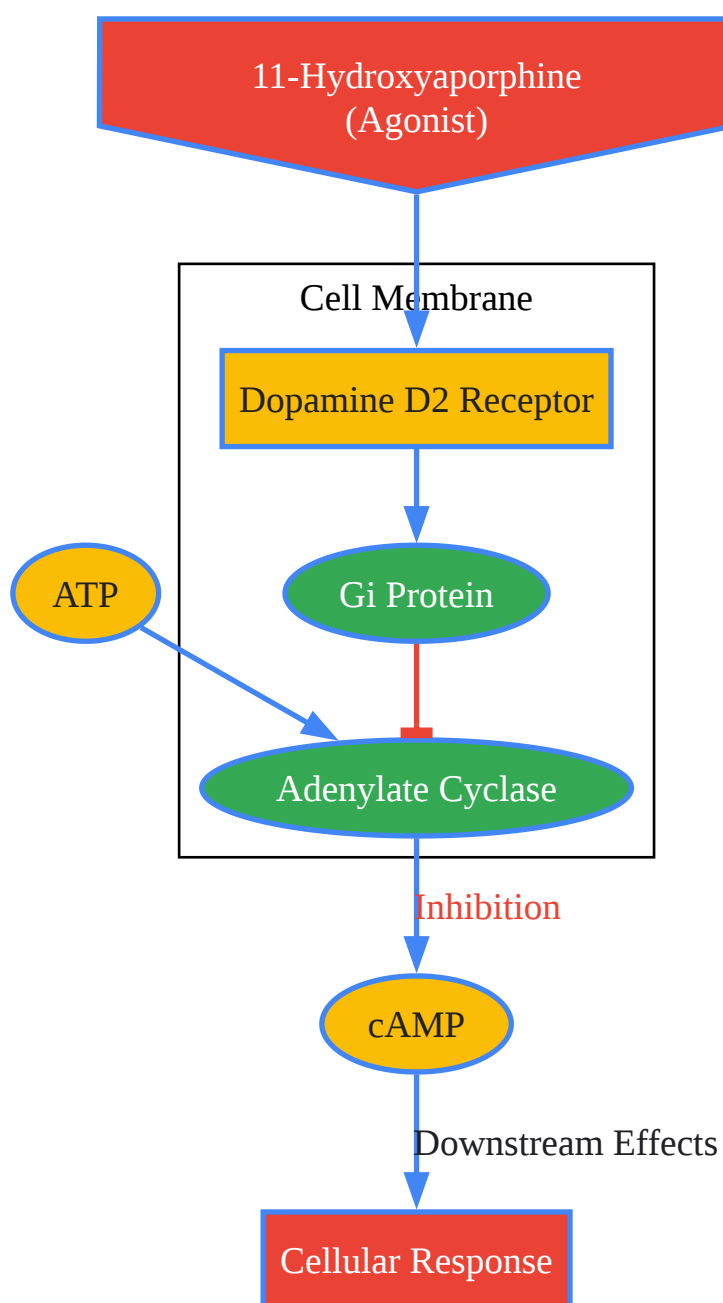 11-Hydroxyaporphine
(Agonist)
Cell Membrane
Dopamine D2 Receptor
ATP
Gi Protein
Adenylate Cyclase
Inhibition
cAMP
Downstream Effects
Cellular Response